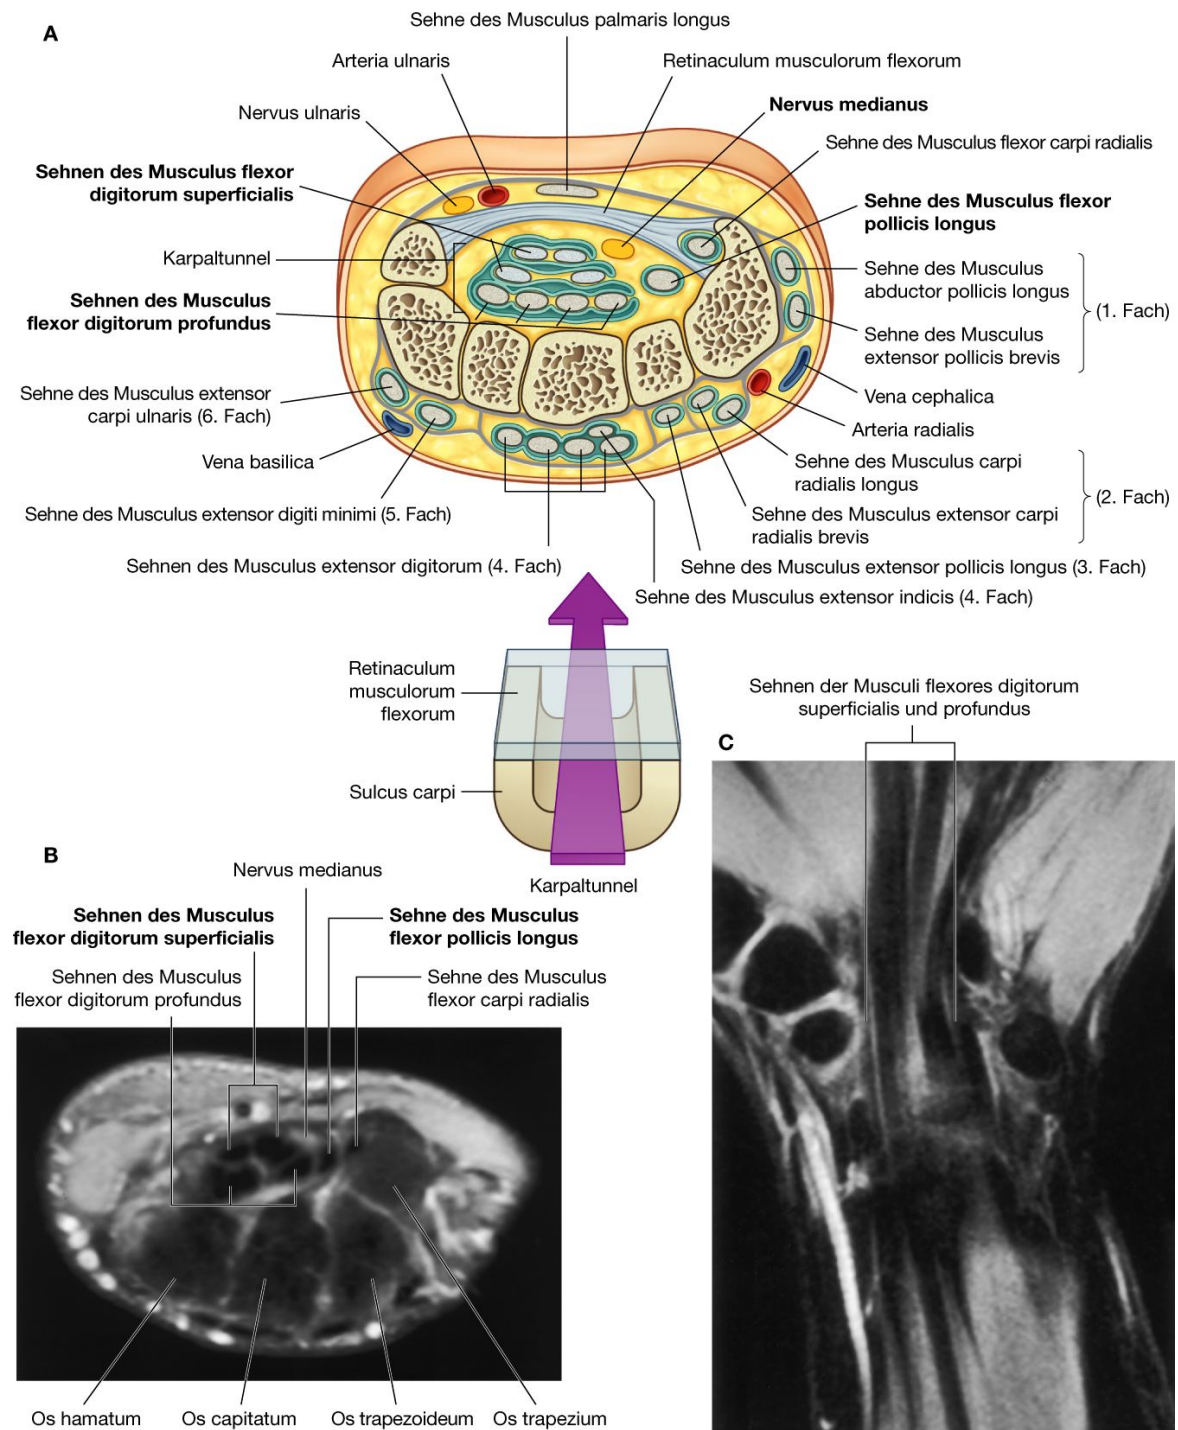 A
Sehne des Musculus palmaris longus
Arteria ulnaris
Retinaculum musculorum flexorum
Nervus ulnaris
Nervus medianus
Sehne des Musculus flexor carpi radialis
Sehnen des Musculus flexor
digitorum superficialis
Sehne des Musculus flexor
pollicis longus
Karpaltunnel
Sehne des Musculus
abductor pollicis longus
(1. Fach)
Sehnen des Musculus
flexor digitorum profundus
Sehne des Musculus
extensor pollicis brevis
Sehne des Musculus extensor
carpi ulnaris (6. Fach)
Vena cephalica
Arteria radialis
Vena basilica
Sehne des Musculus carpi
radialis longus
(2. Fach)
Sehne des Musculus extensor digiti minimi (5. Fach)
Sehne des Musculus extensor carpi
radialis brevis
Sehnen des Musculus extensor digitorum (4. Fach)
Sehne des Musculus extensor pollicis longus (3. Fach)
Sehne des Musculus extensor indicis (4. Fach)
Retinaculum
musculorum
flexorum
Sulcus carpi
Karpaltunnel
Sehnen der Musculi flexores digitorum
superficialis und profundus
C
B
Nervus medianus
Sehnen des Musculus
flexor digitorum superficialis
Sehne des Musculus
flexor pollicis longus
Sehnen des Musculus
flexor digitorum profundus
Sehne des Musculus
flexor carpi radialis
Os hamatum
Os capitatum
Os trapezoideum
Os trapezium